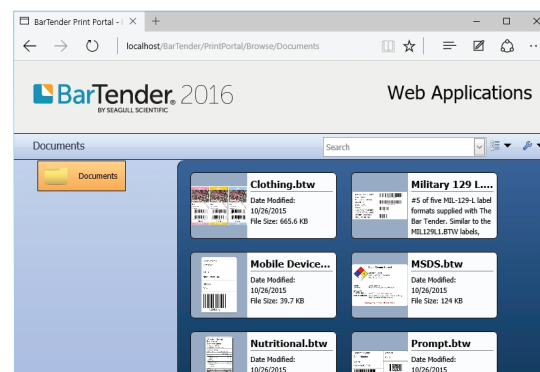 BarTender Print Portal - 
localhost/BarTender/PrintPortal/Browse/Documents
BarTender® 2016
BY SEAGULL SCIENTIFIC
Web Applications
Documents
Search
Documents
Clothing.btw
Date Modified:
10/26/2015
File Size: 665.6 KB
Military 129 L....
#5 of five MIL-129-L label
formats supplied with The
Bar Tender. Similar to the
MIL129L1.BTW labels,
Mobile Device...
Date Modified:
10/26/2015
File Size: 39.7 KB
MSDS.btw
Date Modified:
10/26/2015
File Size: 124 KB
Nutritional.btw
Date Modified:
10/26/2015
Prompt.btw
Date Modified:
10/26/2015